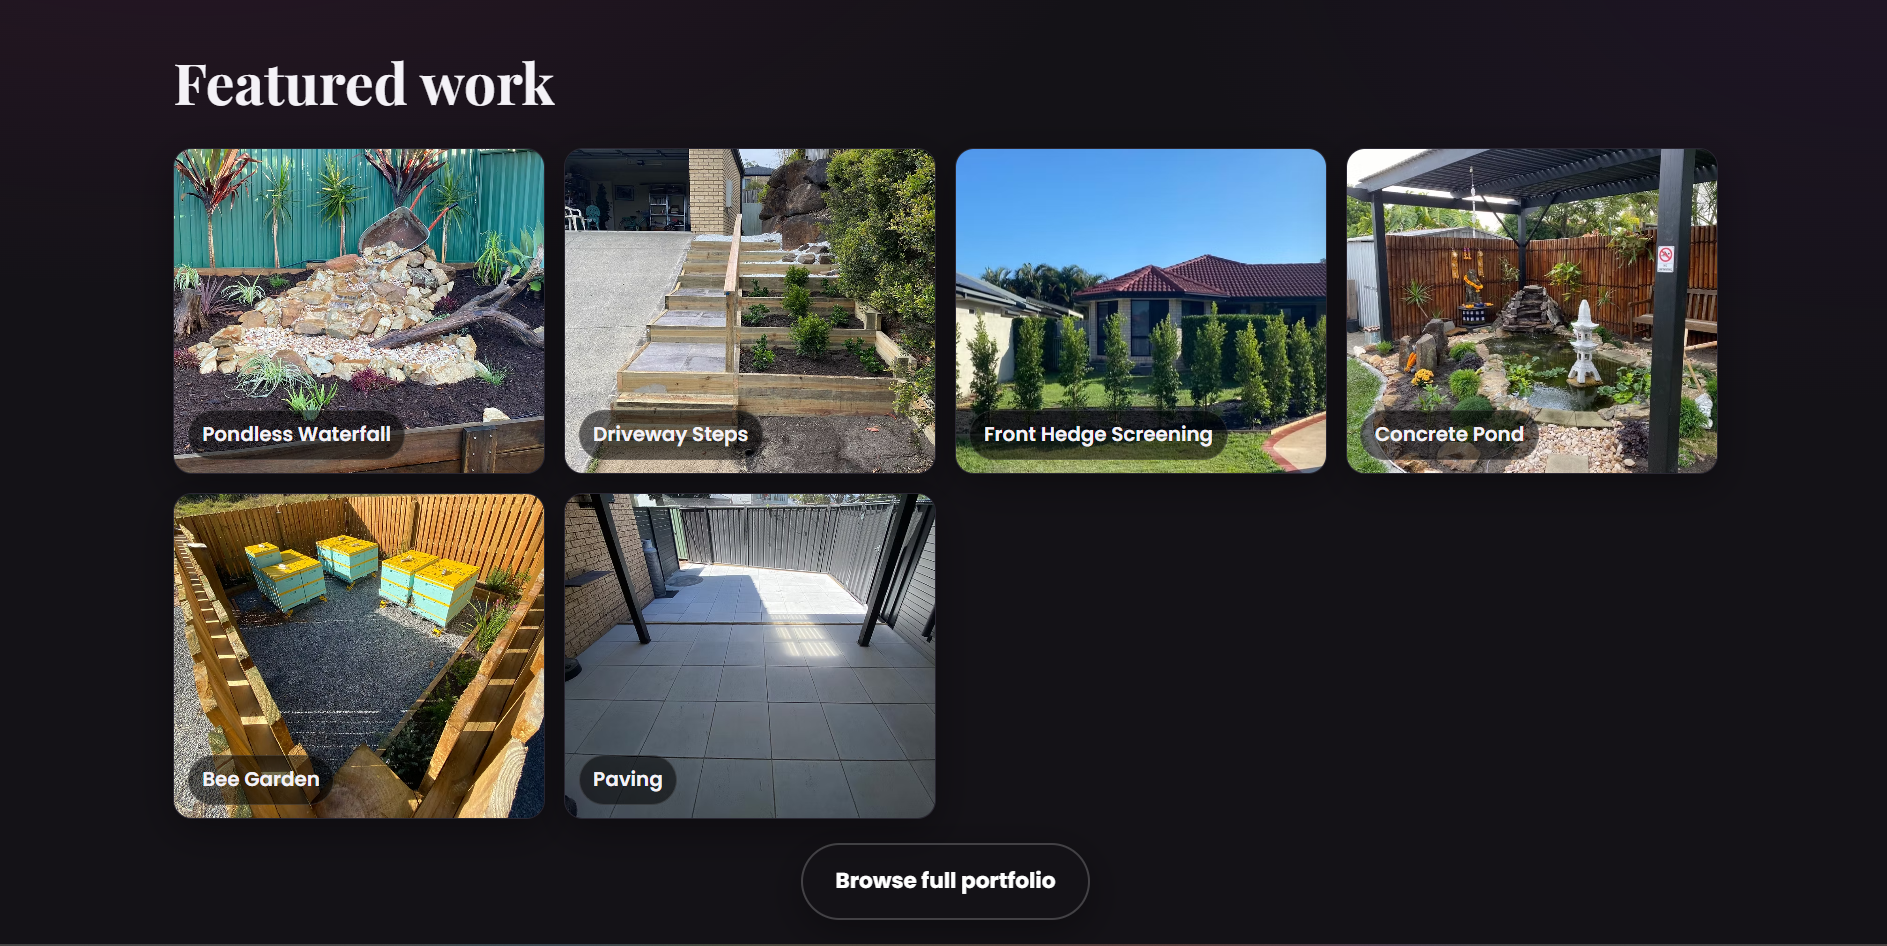 Featured work
Pondless Waterfall
Driveway Steps
Front Hedge Screening
Concrete Pond
Bee Garden
Paving
Browse full portfolio